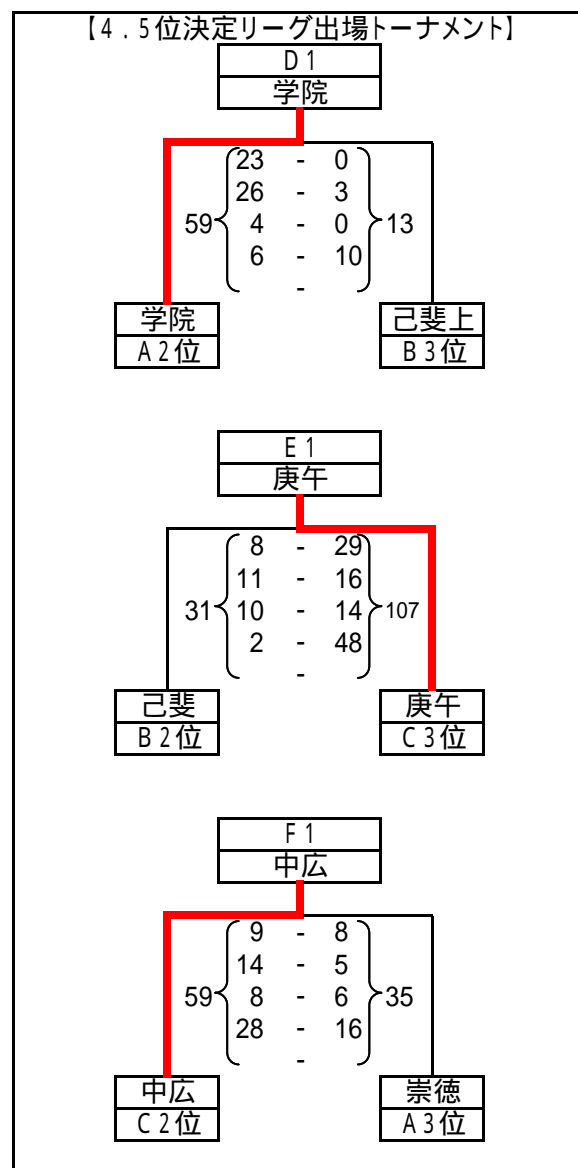 【4．5位決定リーグ出場トーナメント】
D1
学院
23 - 0
26 - 3
59 4 - 0 13
6 - 10
-
学院 己斐上
A2位 B3位
E1
庚午
8 - 29
11 - 16
31 10 - 14 107
2 - 48
-
己斐 庚午
B2位 C3位
F1
中広
9 - 8
14 - 5
59 8 - 6 35
28 - 16
-
中広 崇徳
C2位 A3位